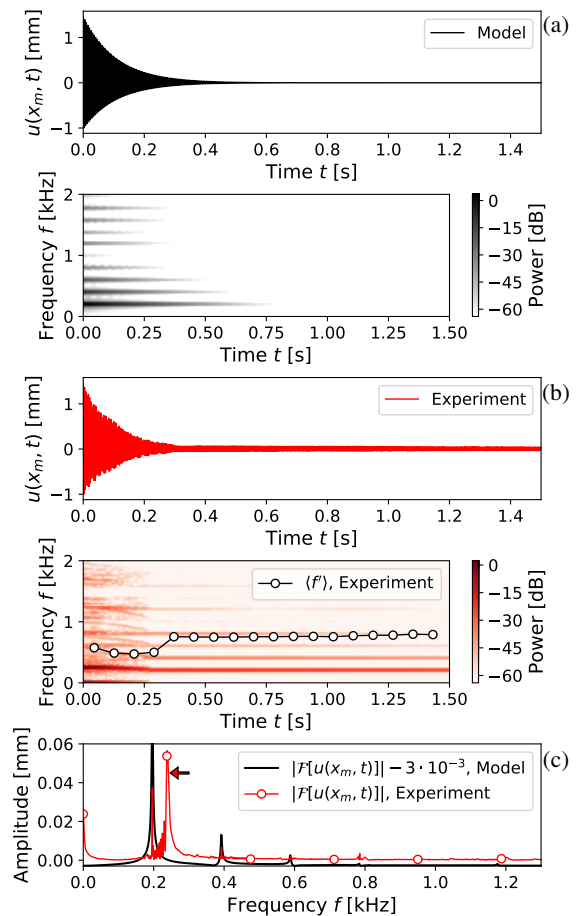 (a)
Model
u(x_m, t) [mm]
1
0
−1
0.0 0.2 0.4 0.6 0.8 1.0 1.2 1.4
Time t [s]
Frequency f [kHz]
2
1
0
0.00 0.25 0.50 0.75 1.00 1.25 1.50
Time t [s]
0
−15
−30
−45
−60
Power [dB]
(b)
Experiment
u(x_m, t) [mm]
1
0
−1
0.0 0.2 0.4 0.6 0.8 1.0 1.2 1.4
Time t [s]
Frequency f [kHz]
2
1
0
⟨f′⟩, Experiment
0.00 0.25 0.50 0.75 1.00 1.25 1.50
Time t [s]
0
−15
−30
−45
−60
Power [dB]
(c)
Amplitude [mm]
0.06
0.04
0.02
0.00
|ℱ[u(x_m, t)]| − 3 · 10⁻³, Model
|ℱ[u(x_m, t)]|, Experiment
0.0 0.2 0.4 0.6 0.8 1.0 1.2
Frequency f [kHz]